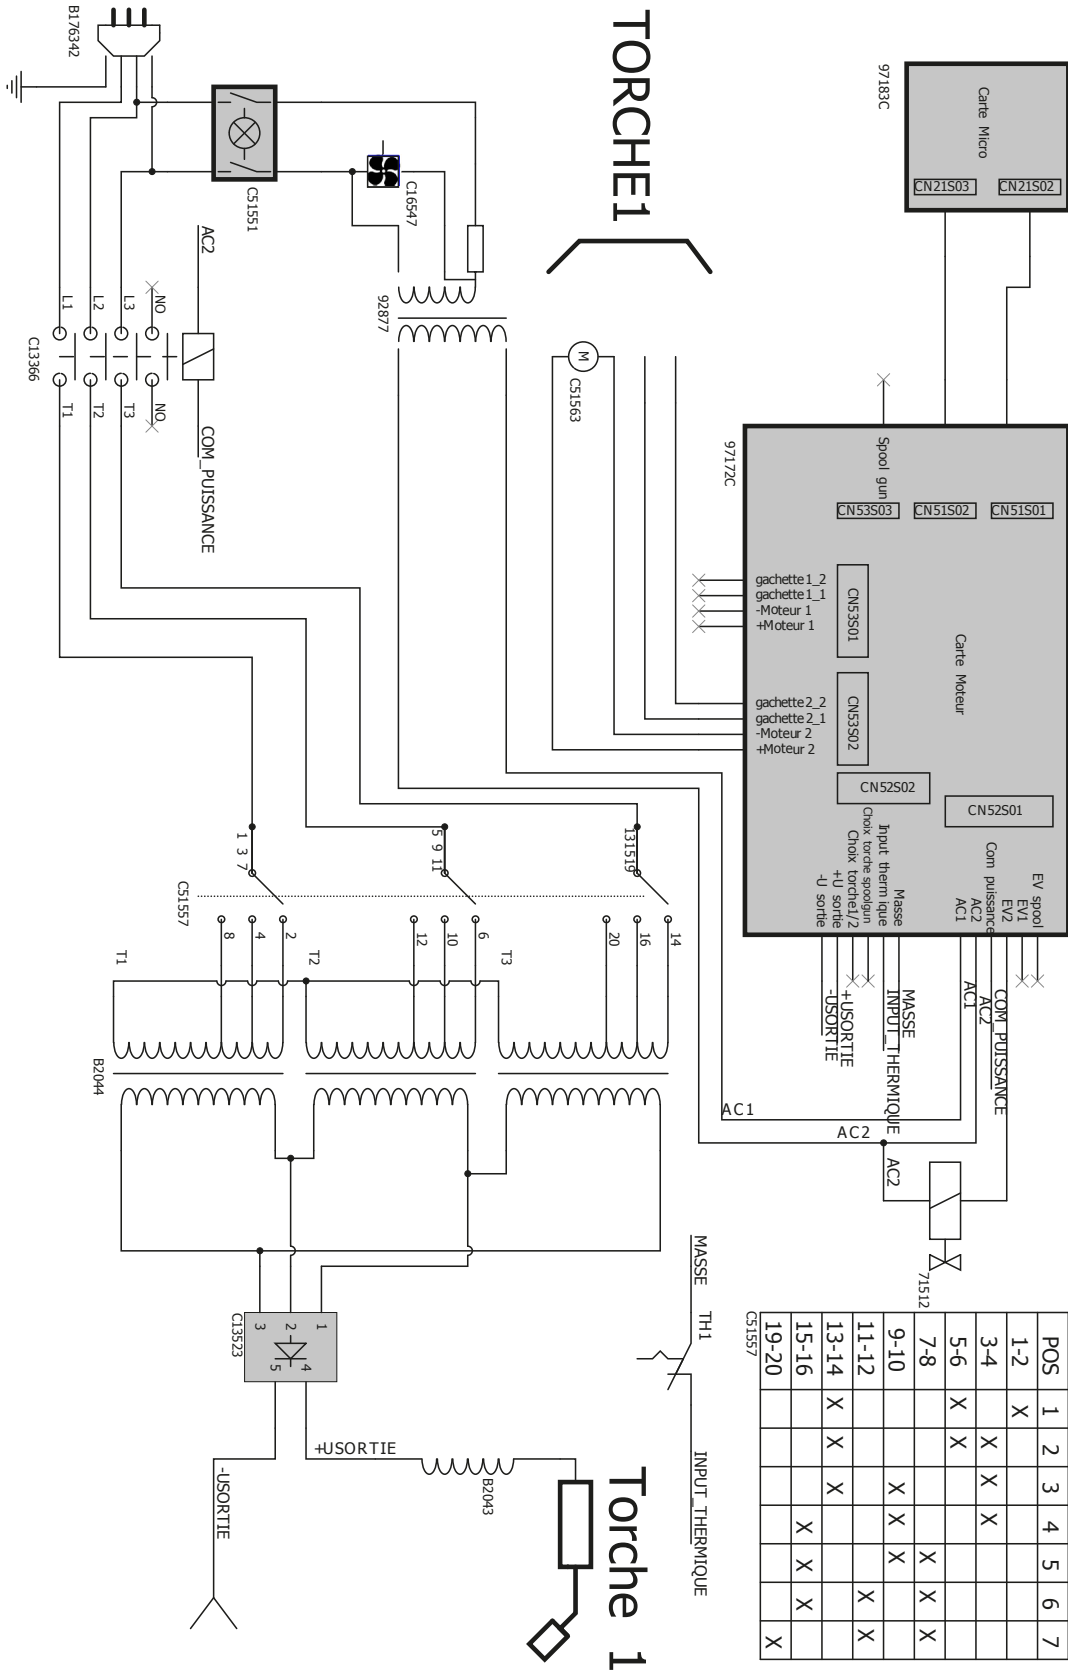 B176342
C51551
C16547
92877
AC2
L1
L2
L3
NO
C13366
T1
T2
T3
NO
COM_PUISSANCE
TORCHE1
M
C51563
97183C
Carte Micro
CN21S03
CN21S02
97172C
Spool gun
CN53S03
CN51S02
CN51S01
gachette1_2
gachette1_1
-Moteur 1
+Moteur 1
CN53S01
Carte Moteur
gachette2_2
gachette2_1
-Moteur 2
+Moteur 2
CN53S02
CN52S02
CN52S01
EV spool
EV1
EV2
Com puissance
AC2
AC1
Masse
Input thermique
Choix torche spoolgun
Choix torche1/2
+U sortie
-U sortie
COM_PUISSANCE
AC2
AC1
MASSE
INPUT_THERMIQUE
+USORTIE
-USORTIE
1 3 7
5 9 11
131519
C51557
8
4
2
12
10
6
20
16
14
T1
T2
T3
B2044
AC1
AC2
AC2
71512
MASSE
TH1
INPUT_THERMIQUE
C13523
3
2
1
5
4
+USORTIE
-USORTIE
B2043
Torche 1
C51557
POS 1 2 3 4 5 6 7
1-2 X
3-4 X X X
5-6 X X
7-8 X X X
9-10 X X X
11-12 X X
13-14 X X X
15-16 X X X
19-20 X